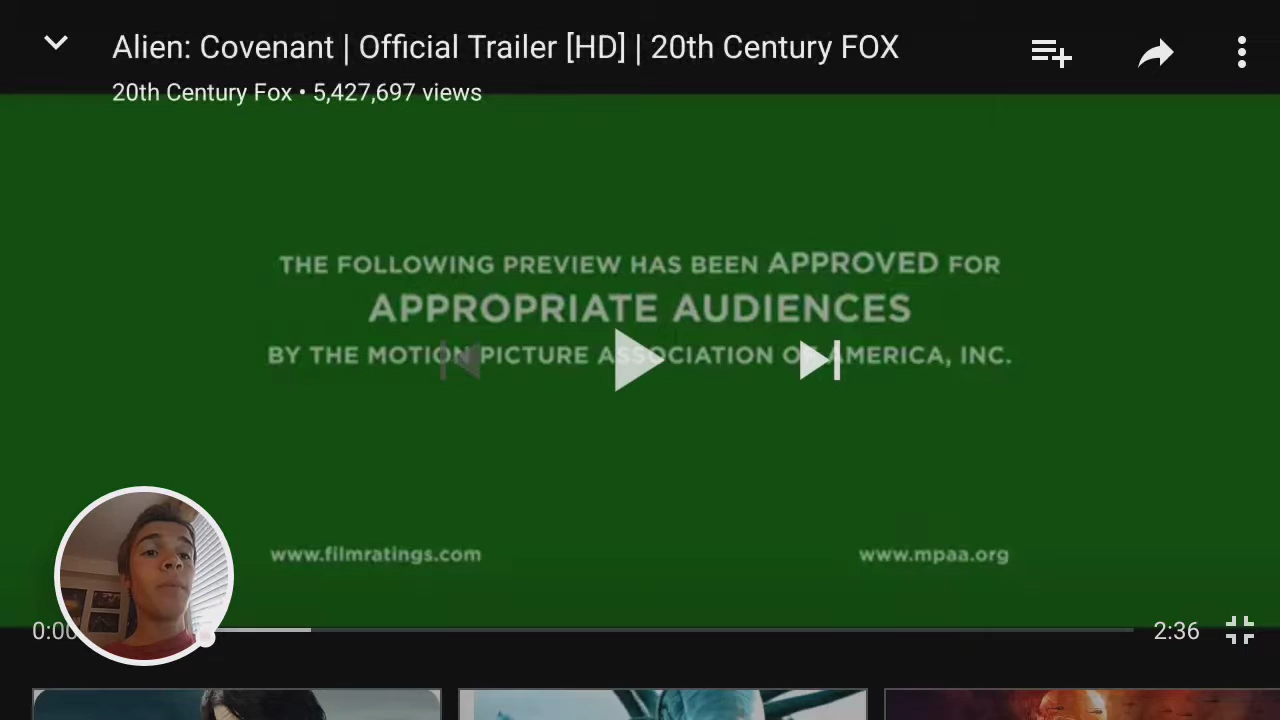 Alien: Covenant | Official Trailer [HD] | 20th Century FOX
20th Century Fox • 5,427,697 views
THE FOLLOWING PREVIEW HAS BEEN APPROVED FOR
APPROPRIATE AUDIENCES
BY THE MOTION PICTURE ASSOCIATION OF AMERICA, INC.
www.filmratings.com www.mpaa.org
0:00 2:36